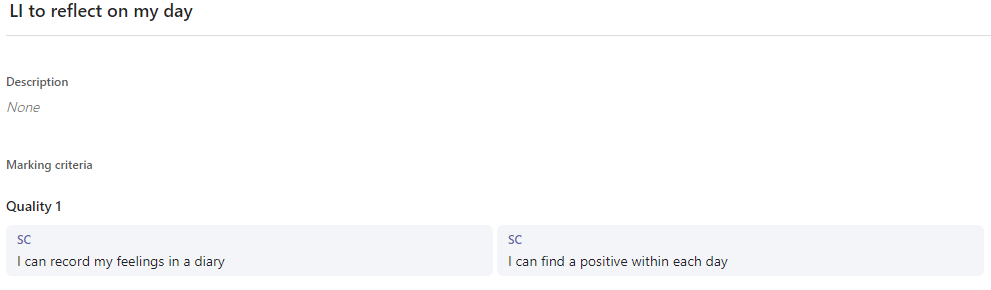 LI to reflect on my day
Description
None
Marking criteria
Quality 1
SC
I can record my feelings in a diary
SC
I can find a positive within each day